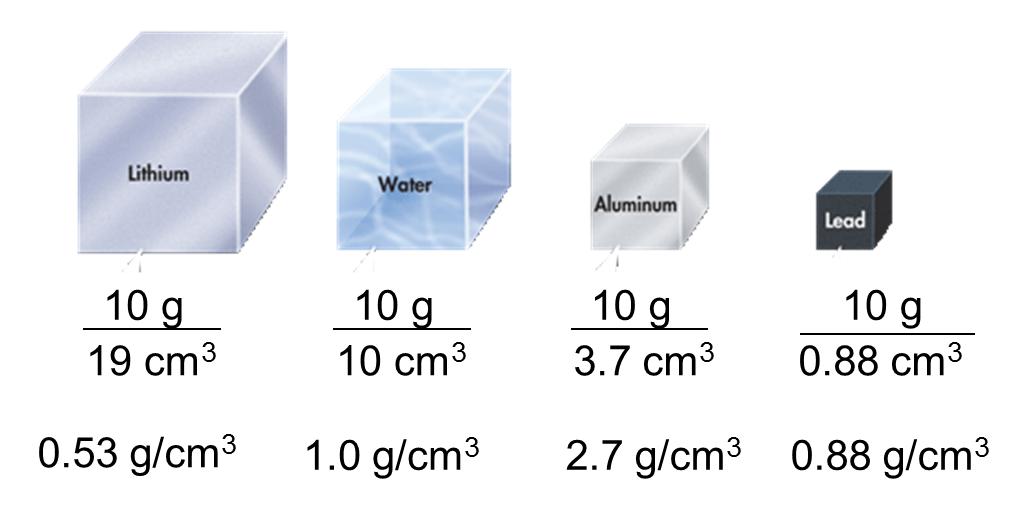 Lithium
Water
Aluminum
Lead
10 g
19 cm³
10 g
10 cm³
10 g
3.7 cm³
10 g
0.88 cm³
0.53 g/cm³
1.0 g/cm³
2.7 g/cm³
0.88 g/cm³